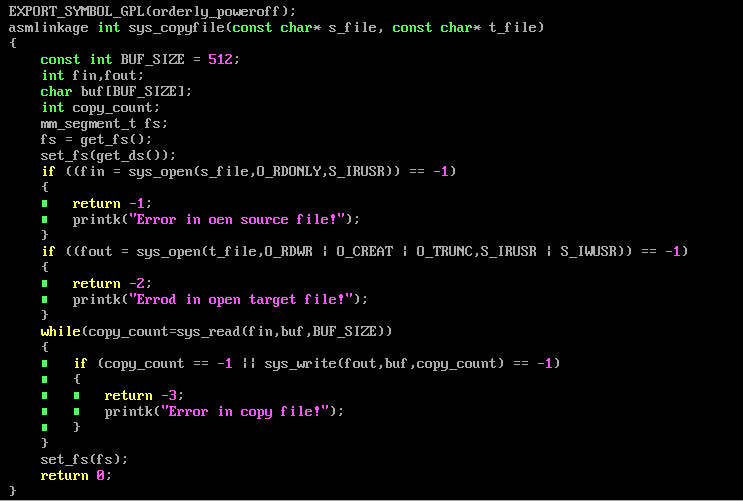 EXPORT_SYMBOL_GPL(orderly_poweroff);
asmlinkage int sys_copyfile(const char* s_file, const char* t_file)
{
    const int BUF_SIZE = 512;
    int fin,fout;
    char buf[BUF_SIZE];
    int copy_count;
    mm_segment_t fs;
    fs = get_fs();
    set_fs(get_ds());
    if ((fin = sys_open(s_file,O_RDONLY,S_IRUSR)) == -1)
    {
        return -1;
        printk("Error in oen source file!");
    }
    if ((fout = sys_open(t_file,O_RDWR | O_CREAT | O_TRUNC,S_IRUSR | S_IWUSR)) == -1)
    {
        return -2;
        printk("Errod in open target file!");
    }
    while(copy_count=sys_read(fin,buf,BUF_SIZE))
    {
        if (copy_count == -1 || sys_write(fout,buf,copy_count) == -1)
        {
            return -3;
            printk("Error in copy file!");
        }
    }
    set_fs(fs);
    return 0;
}